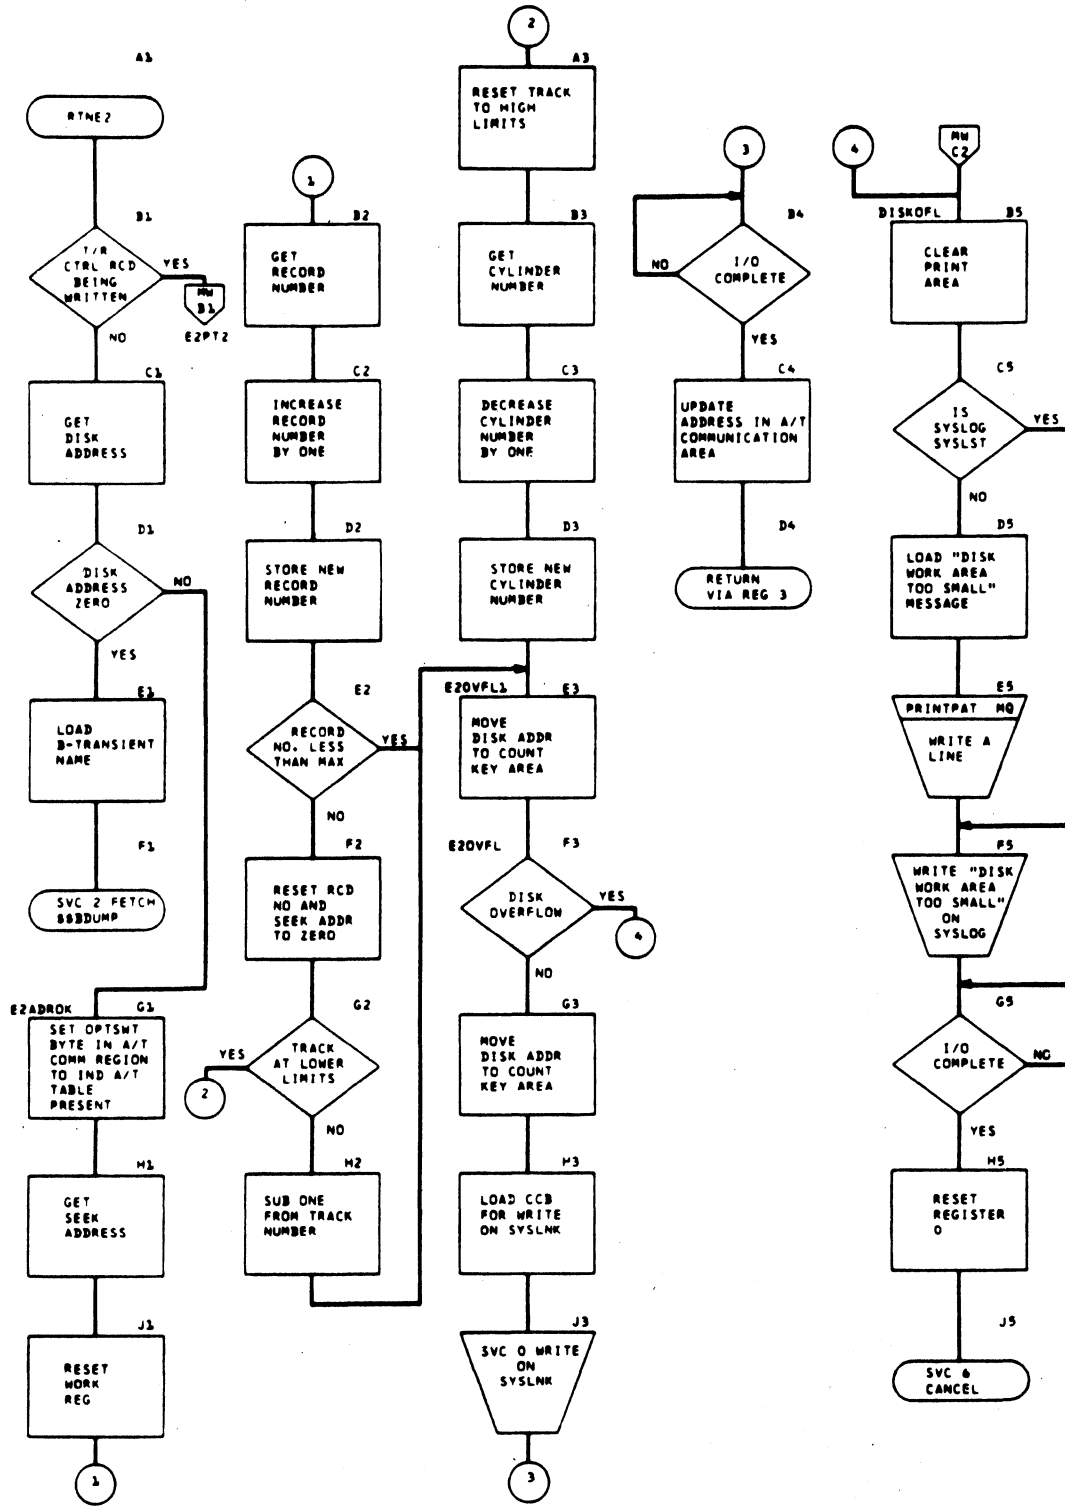 A1
RTNE2
B1
T/R
CTRL RCD
BEING
WRITTEN
YES
MW
B1
E2PT2
NO
C1
GET
DISK
ADDRESS
D1
DISK
ADDRESS
ZERO
NO
YES
E1
LOAD
B-TRANSIENT
NAME
F1
SVC 2 FETCH
$$BDUMP
E2ADROK
G1
SET OPTSWT
BYTE IN A/T
COMM REGION
TO IND A/T
TABLE
PRESENT
H1
GET
SEEK
ADDRESS
J1
RESET
WORK
REG
1
1
B2
GET
RECORD
NUMBER
C2
INCREASE
RECORD
NUMBER
BY ONE
D2
STORE NEW
RECORD
NUMBER
E2
RECORD
NO. LESS
THAN MAX
YES
NO
F2
RESET RCD
NO AND
SEEK ADDR
TO ZERO
G2
TRACK
AT LOWER
LIMITS
YES
2
NO
H2
SUB ONE
FROM TRACK
NUMBER
2
A3
RESET TRACK
TO HIGH
LIMITS
B3
GET
CYLINDER
NUMBER
C3
DECREASE
CYLINDER
NUMBER
BY ONE
D3
STORE NEW
CYLINDER
NUMBER
E2OVFL1
E3
MOVE
DISK ADDR
TO COUNT
KEY AREA
E2OVFL
F3
DISK
OVERFLOW
YES
4
NO
G3
MOVE
DISK ADDR
TO COUNT
KEY AREA
H3
LOAD CCB
FOR WRITE
ON SYSLNK
J3
SVC 0 WRITE
ON
SYSLNK
3
3
B4
I/O
COMPLETE
NO
YES
C4
UPDATE
ADDRESS IN A/T
COMMUNICATION
AREA
D4
RETURN
VIA REG 3
4
MW
C2
DISKOFL
B5
CLEAR
PRINT
AREA
C5
IS
SYSLOG
SYSLST
YES
NO
D5
LOAD "DISK
WORK AREA
TOO SMALL"
MESSAGE
E5
PRINTPAT MQ
WRITE A
LINE
F5
WRITE "DISK
WORK AREA
TOO SMALL"
ON
SYSLOG
G5
I/O
COMPLETE
NO
YES
H5
RESET
REGISTER
0
J5
SVC 6
CANCEL